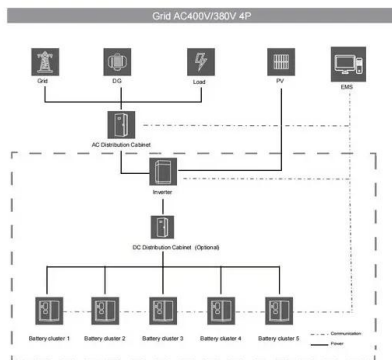 Grid AC400V/380V 4P
Grid
DG
Load
PV
EMS
AC Distribution Cabinet
Inverter
DC Distribution Cabinet (Optional)
Battery cluster 1
Battery cluster 2
Battery cluster 3
Battery cluster 4
Battery cluster 5
Communication
Power